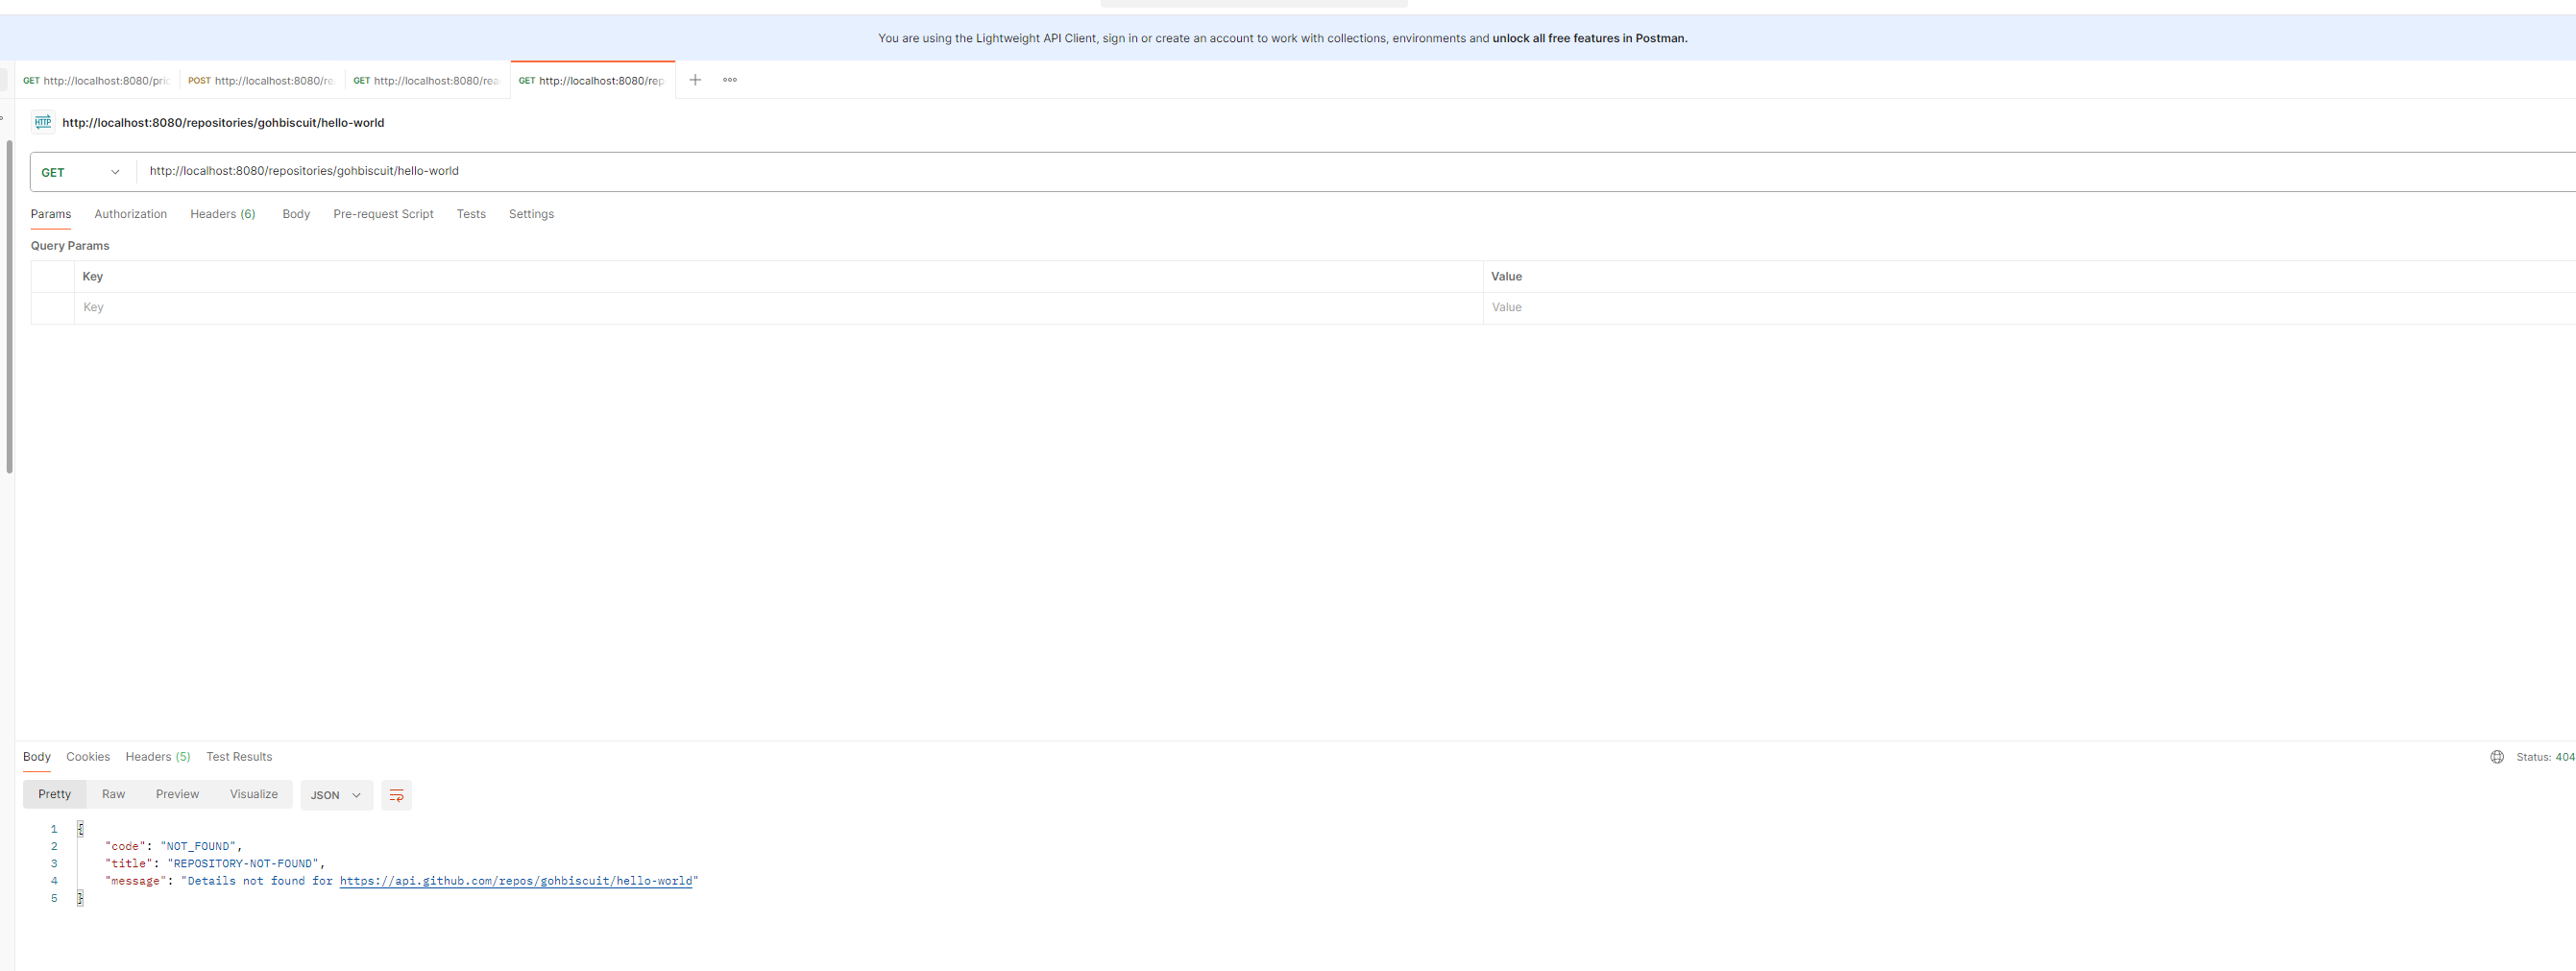 You are using the Lightweight API Client, sign in or create an account to work with collections, environments and unlock all free features in Postman.
GET http://localhost:8080/pric POST http://localhost:8080/re GET http://localhost:8080/rea GET http://localhost:8080/rep
HTTP http://localhost:8080/repositories/gohbiscuit/hello-world
GET http://localhost:8080/repositories/gohbiscuit/hello-world
Params Authorization Headers (6) Body Pre-request Script Tests Settings
Query Params
Key Value
Key Value
Body Cookies Headers (5) Test Results Status: 404
Pretty Raw Preview Visualize JSON
1 {
2 "code": "NOT_FOUND",
3 "title": "REPOSITORY-NOT-FOUND",
4 "message": "Details not found for https://api.github.com/repos/gohbiscuit/hello-world"
5 }